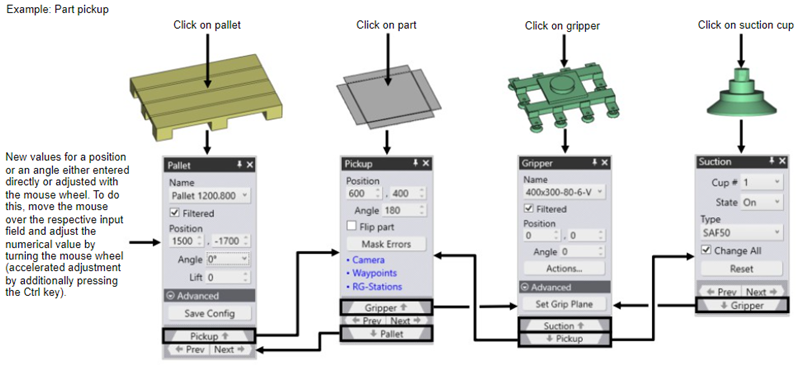 Example: Part pickup
Click on pallet
Click on part
Click on gripper
Click on suction cup
New values for a position
or an angle either entered
directly or adjusted with
the mouse wheel. To do
this, move the mouse
over the respective input
field and adjust the
numerical value by
turning the mouse wheel
(accelerated adjustment
by additionally pressing
the Ctrl key).
Pallet
Name
Pallet 1200.800
Filtered
Position
1500 , -1700
Angle 0°
Lift 0
Advanced
Save Config
Pickup ⇑
⇐ Prev Next ⇒
Pickup
Position
600 , 400
Angle 180
Flip part
Mask Errors
• Camera
• Waypoints
• RG-Stations
Gripper ⇑
⇐ Prev Next ⇒
⇓ Pallet
Gripper
Name
400x300-80-6-V
Filtered
Position
0 , 0
Angle 0
Actions...
Advanced
Set Grip Plane
Suction ⇑
⇓ Pickup
Suction
Cup # 1
State On
Type
SAF50
Change All
Reset
⇐ Prev Next ⇒
⇓ Gripper